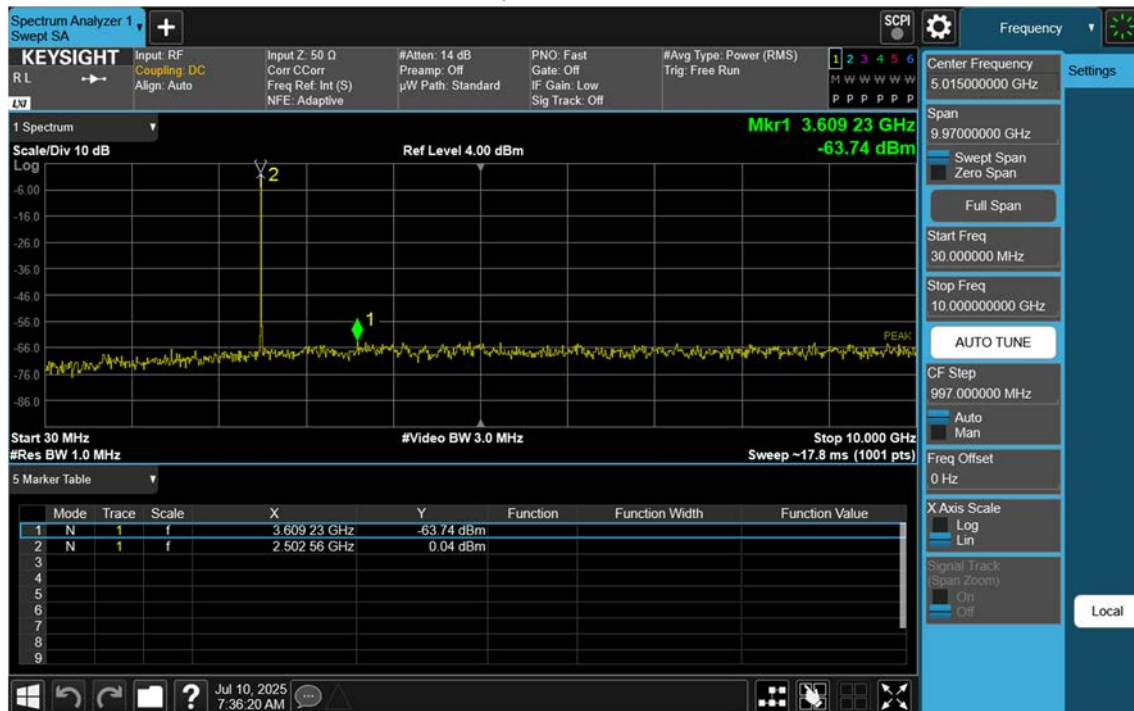 Spectrum Analyzer 1
Swept SA
+
SCPI
Frequency
KEYSIGHT
RL
LXI
Input: RF
Coupling: DC
Align: Auto
Input Z: 50 Ω
Corr CCorr
Freq Ref: Int (S)
NFE: Adaptive
#Atten: 14 dB
Preamp: Off
µW Path: Standard
PNO: Fast
Gate: Off
IF Gain: Low
Sig Track: Off
#Avg Type: Power (RMS)
Trig: Free Run
1 2 3 4 5 6
M W W W W W
P P P P P P
1 Spectrum
Mkr1 3.609 23 GHz
Scale/Div 10 dB
Ref Level 4.00 dBm
-63.74 dBm
Log
2
-6.00
-16.0
-26.0
-36.0
-46.0
-56.0
1
PEAK
-66.0
-76.0
-86.0
Start 30 MHz
#Video BW 3.0 MHz
Stop 10.000 GHz
#Res BW 1.0 MHz
Sweep ~17.8 ms (1001 pts)
5 Marker Table
Mode Trace Scale X Y Function Function Width Function Value
1 N 1 f 3.609 23 GHz -63.74 dBm
2 N 1 f 2.502 56 GHz 0.04 dBm
3
4
5
6
7
8
9
Jul 10, 2025
7:36:20 AM
?
Center Frequency
5.015000000 GHz
Settings
Span
9.97000000 GHz
Swept Span
Zero Span
Full Span
Start Freq
30.000000 MHz
Stop Freq
10.000000000 GHz
AUTO TUNE
CF Step
997.000000 MHz
Auto
Man
Freq Offset
0 Hz
X Axis Scale
Log
Lin
Signal Track
(Span Zoom)
On
Off
Local